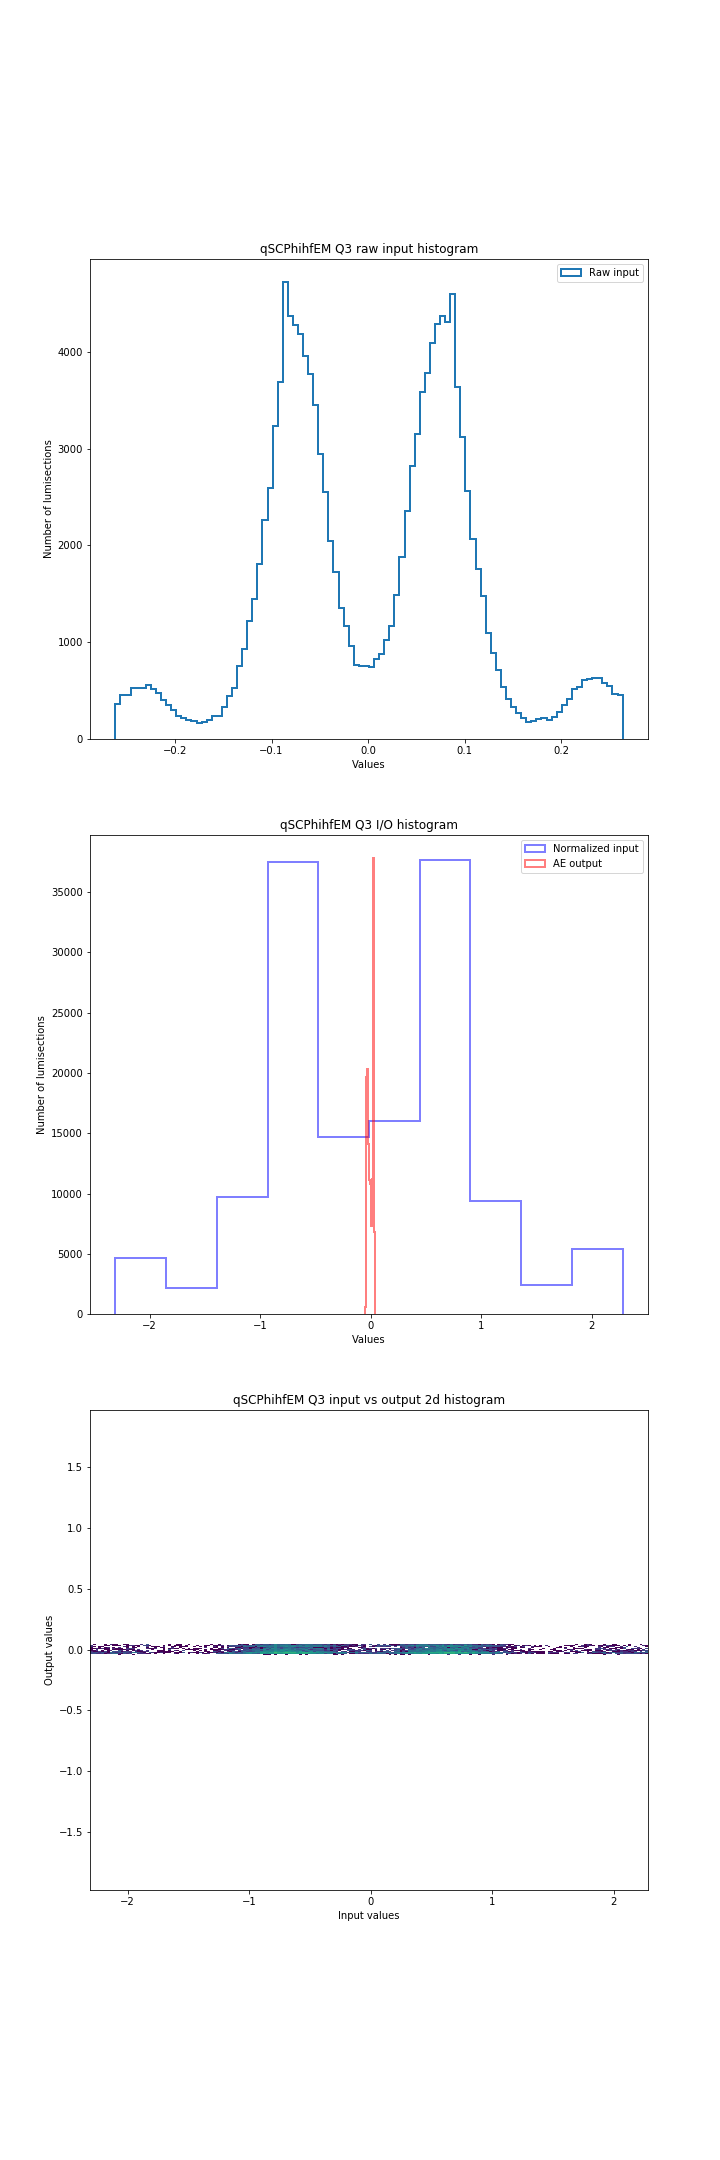 qSCPhihfEM Q3 raw input histogram
Raw input
4000
3000
2000
1000
0
Number of lumisections
−0.2 −0.1 0.0 0.1 0.2
Values
qSCPhihfEM Q3 I/O histogram
Normalized input
AE output
35000
30000
25000
20000
15000
10000
5000
0
Number of lumisections
−2 −1 0 1 2
Values
qSCPhihfEM Q3 input vs output 2d histogram
1.5
1.0
0.5
0.0
−0.5
−1.0
−1.5
Output values
−2 −1 0 1 2
Input values